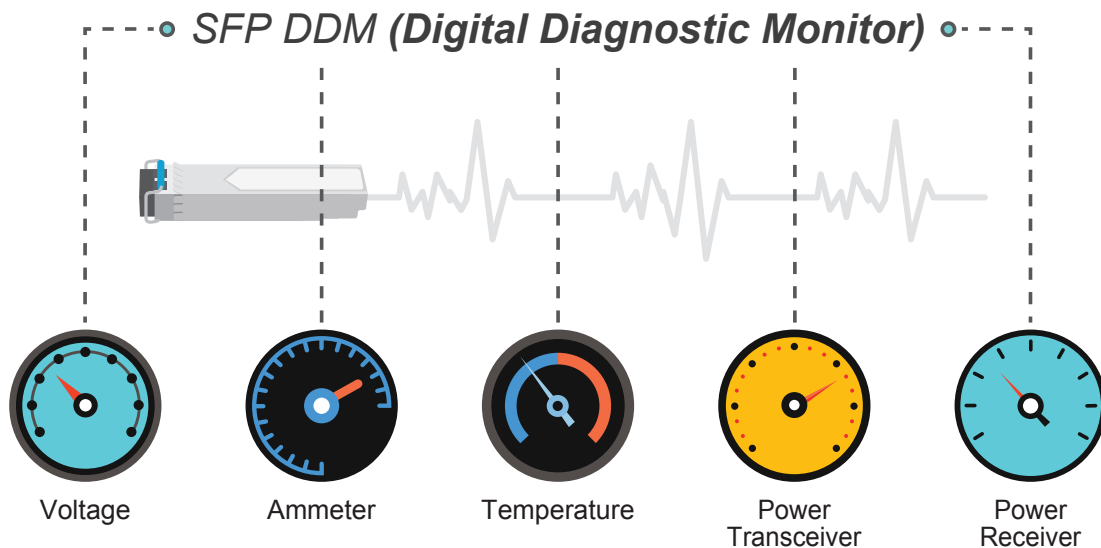 SFP DDM (Digital Diagnostic Monitor)
Voltage
Ammeter
Temperature
Power
Transceiver
Power
Receiver